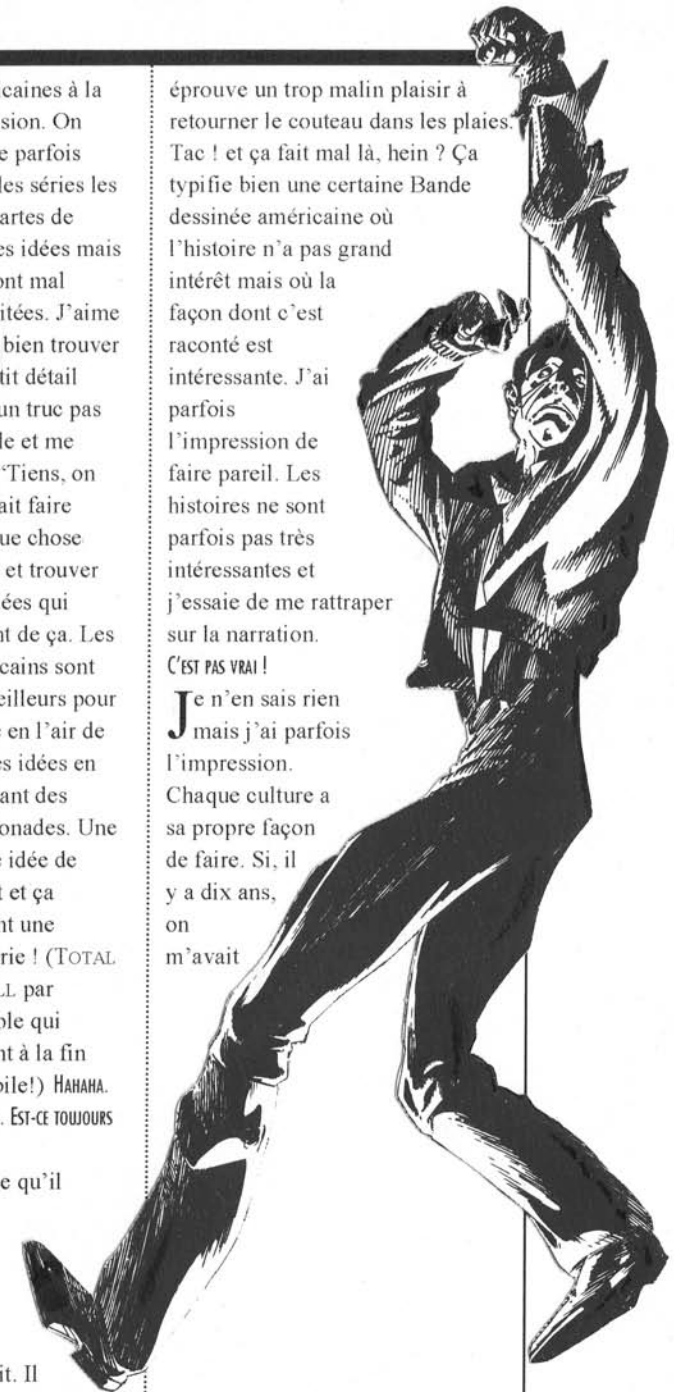 caines à la
sion. On
e parfois
les séries les
artes de
es idées mais
ont mal
itées. J'aime
bien trouver
tit détail
un truc pas
le et me
“Tiens, on
ait faire
ue chose
et trouver
ées qui
nt de ça. Les
cains sont
eilleurs pour
e en l'air de
es idées en
ant des
onades. Une
e idée de
t et ça
nt une
rie ! (TOTAL
LL par
ple qui
nt à la fin
bile!) HAHAHA.
. EST-CE TOUJOURS
e qu'il
it. Il
éprouve un trop malin plaisir à
retourner le couteau dans les plaies.
Tac ! et ça fait mal là, hein ? Ça
typifie bien une certaine Bande
dessinée américaine où
l'histoire n'a pas grand
intérêt mais où la
façon dont c'est
raconté est
intéressante. J'ai
parfois
l'impression de
faire pareil. Les
histoires ne sont
parfois pas très
intéressantes et
j'essaie de me rattraper
sur la narration.
C'EST PAS VRAI !
Je n'en sais rien
mais j'ai parfois
l'impression.
Chaque culture a
sa propre façon
de faire. Si, il
y a dix ans,
on
m'avait